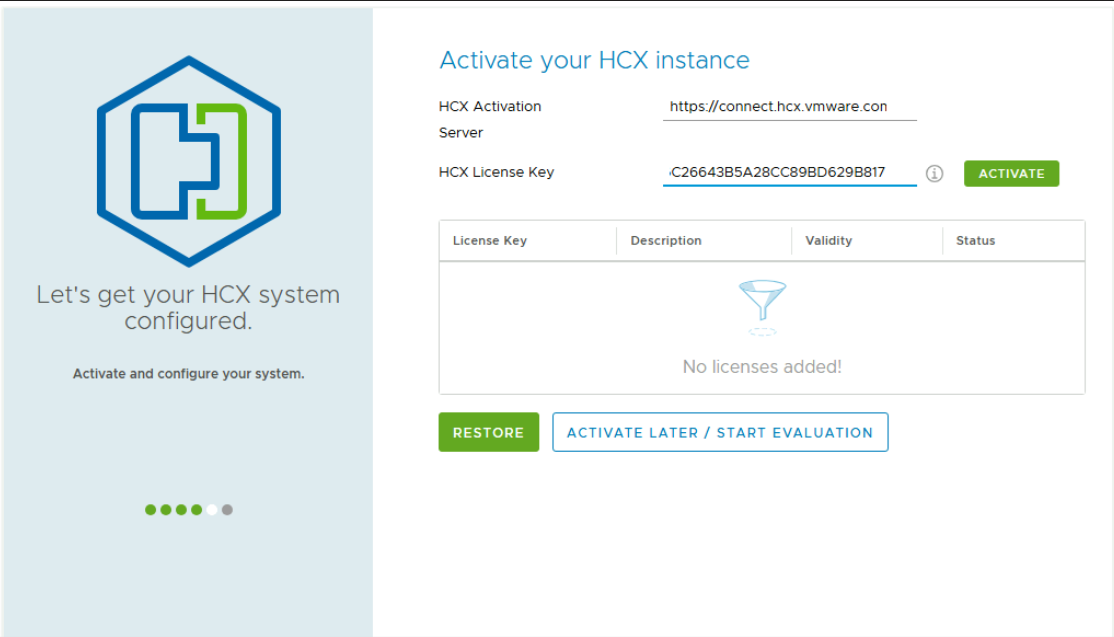 Activate your HCX instance
HCX Activation
Server
https://connect.hcx.vmware.con
HCX License Key
C26643B5A28CC89BD629B817
ACTIVATE
License Key
Description
Validity
Status
No licenses added!
RESTORE
ACTIVATE LATER / START EVALUATION
Let's get your HCX system
configured.
Activate and configure your system.